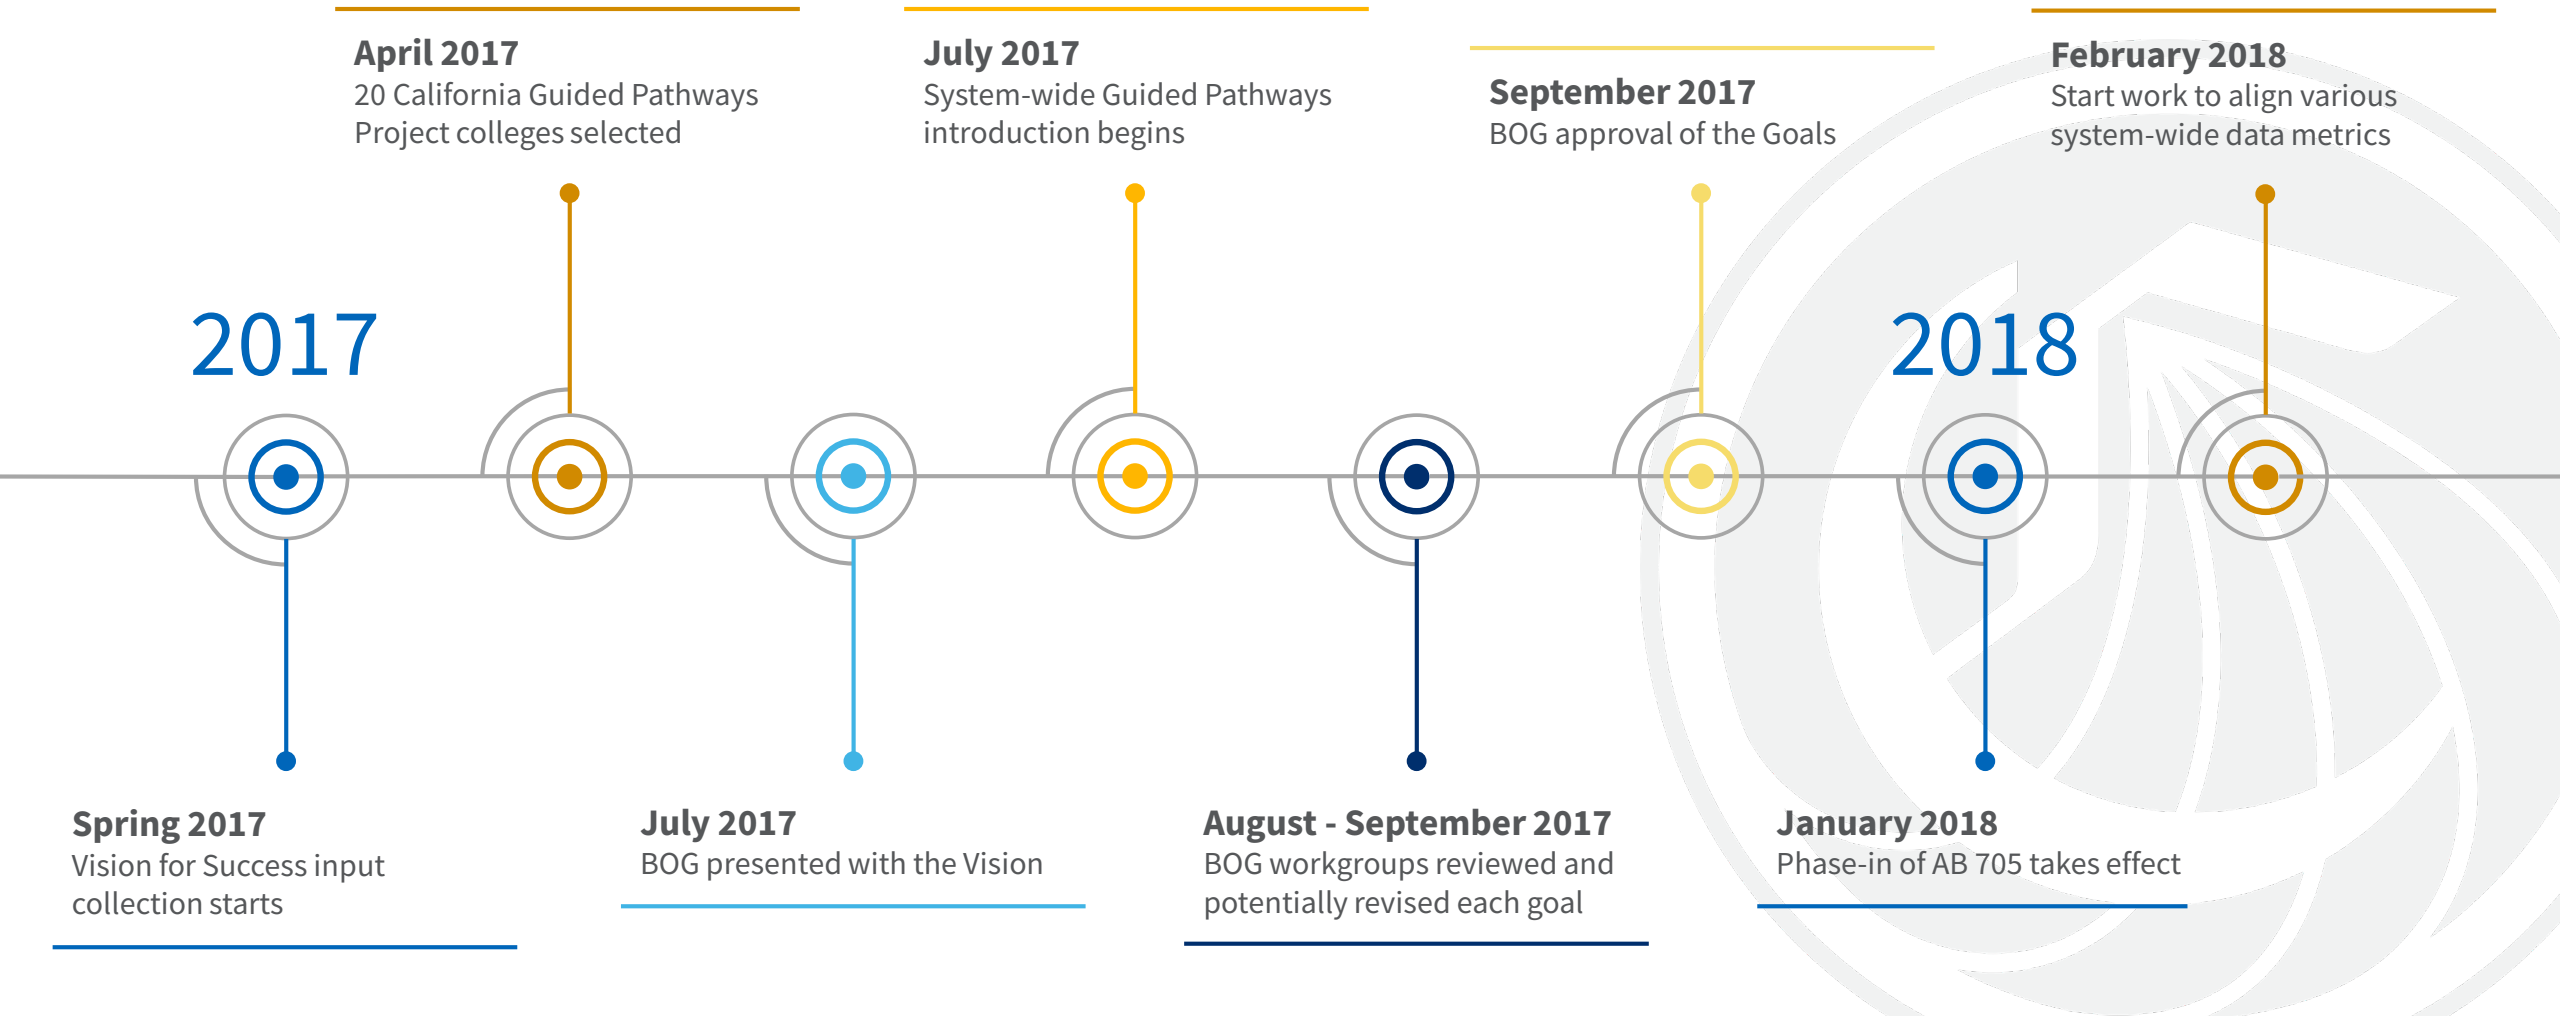 April 2017
20 California Guided Pathways
Project colleges selected
July 2017
System-wide Guided Pathways
introduction begins
September 2017
BOG approval of the Goals
February 2018
Start work to align various
system-wide data metrics
2017
2018
Spring 2017
Vision for Success input
collection starts
July 2017
BOG presented with the Vision
August - September 2017
BOG workgroups reviewed and
potentially revised each goal
January 2018
Phase-in of AB 705 takes effect